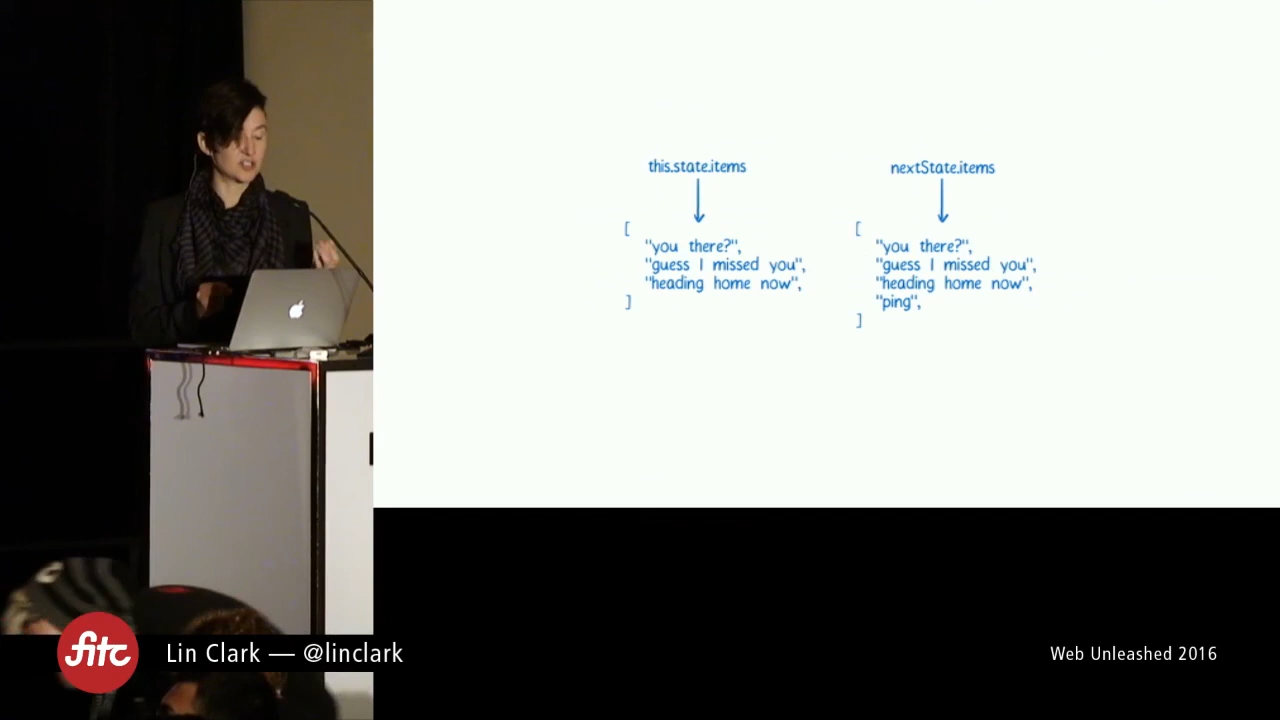 this.state.items
nextState.items
[
"you there?",
"guess I missed you",
"heading home now",
]
[
"you there?",
"guess I missed you",
"heading home now",
"ping",
]
fitc
Lin Clark — @linclark
Web Unleashed 2016